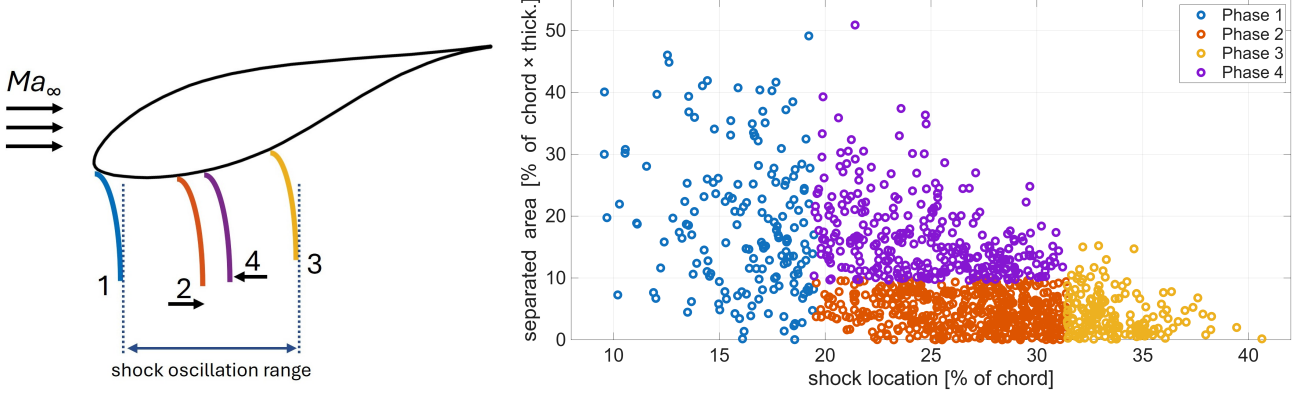 Ma∞
1
2
4
3
shock oscillation range
separated area [% of chord × thick.]
50
40
30
20
10
0
10 15 20 25 30 35 40
shock location [% of chord]
Phase 1
Phase 2
Phase 3
Phase 4